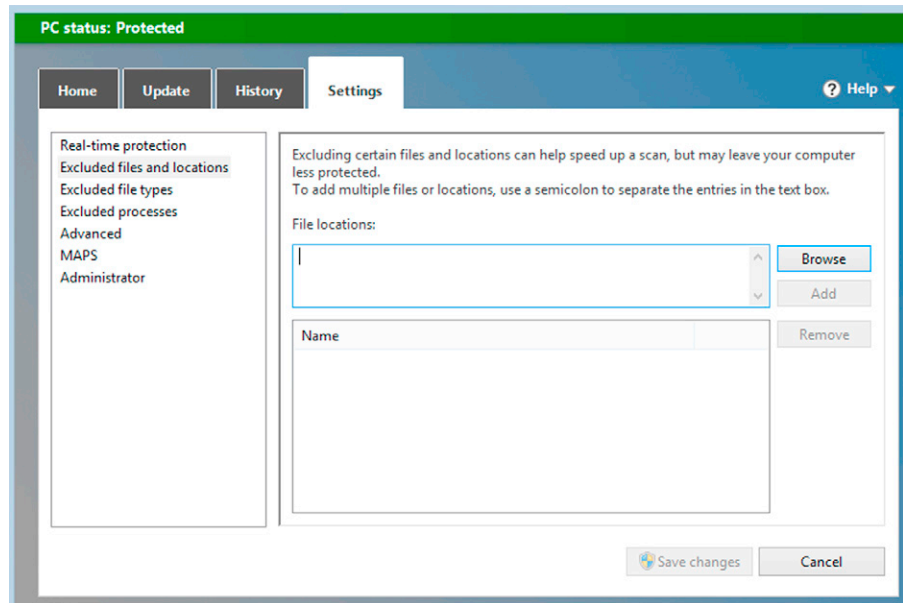 PC status: Protected
Home
Update
History
Settings
? Help
Real-time protection
Excluded files and locations
Excluded file types
Excluded processes
Advanced
MAPS
Administrator
Excluding certain files and locations can help speed up a scan, but may leave your computer
less protected.
To add multiple files or locations, use a semicolon to separate the entries in the text box.
File locations:
Browse
Add
Name
Remove
Save changes
Cancel